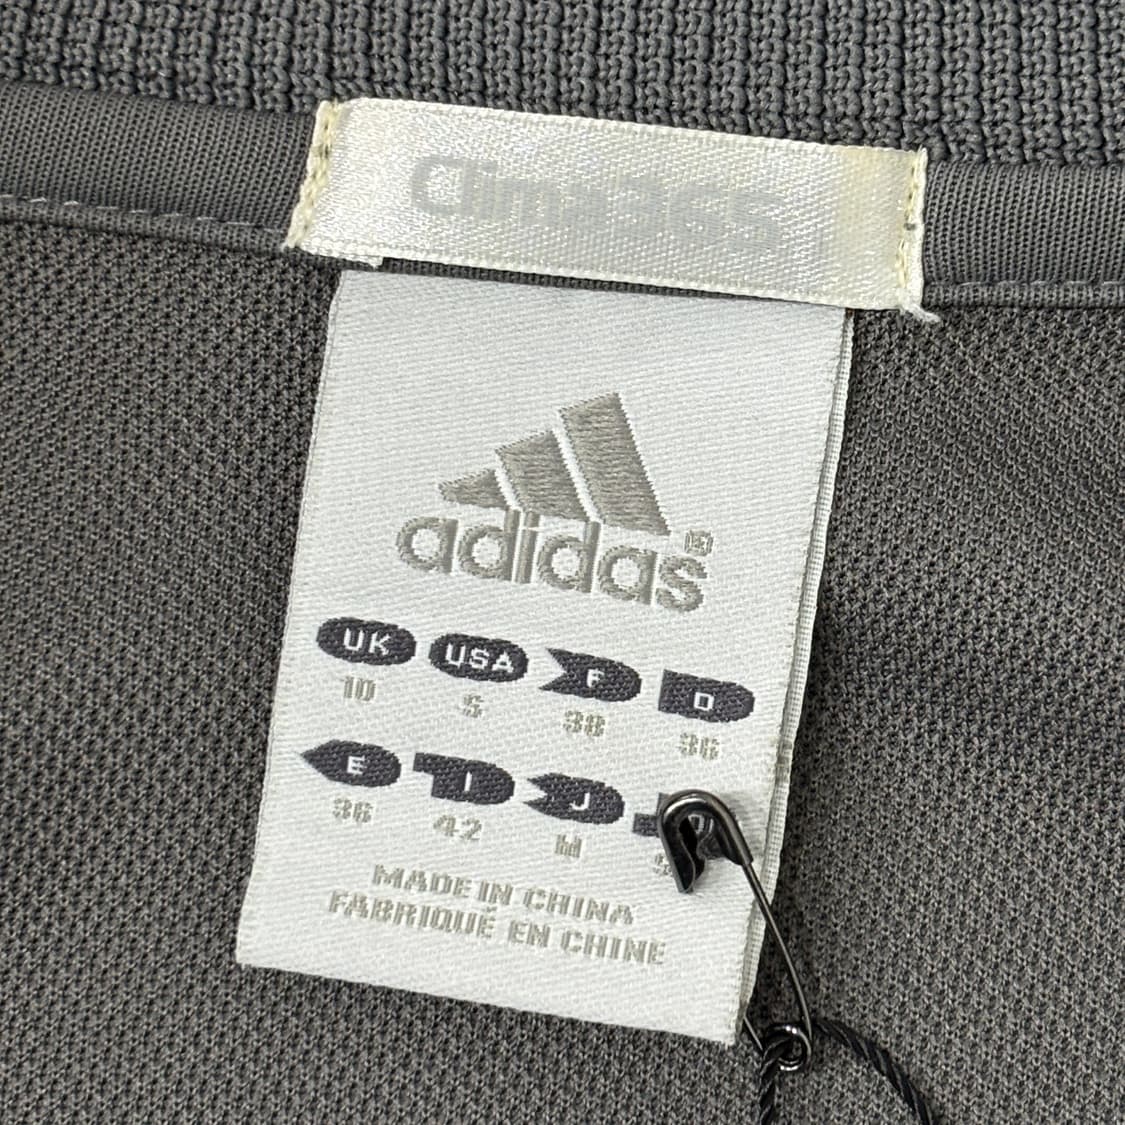 Clima365
adidas®
UK USA F D
10 S 38 36
E I J
36 42 M
MADE IN CHINA
FABRIQUÉ EN CHINE